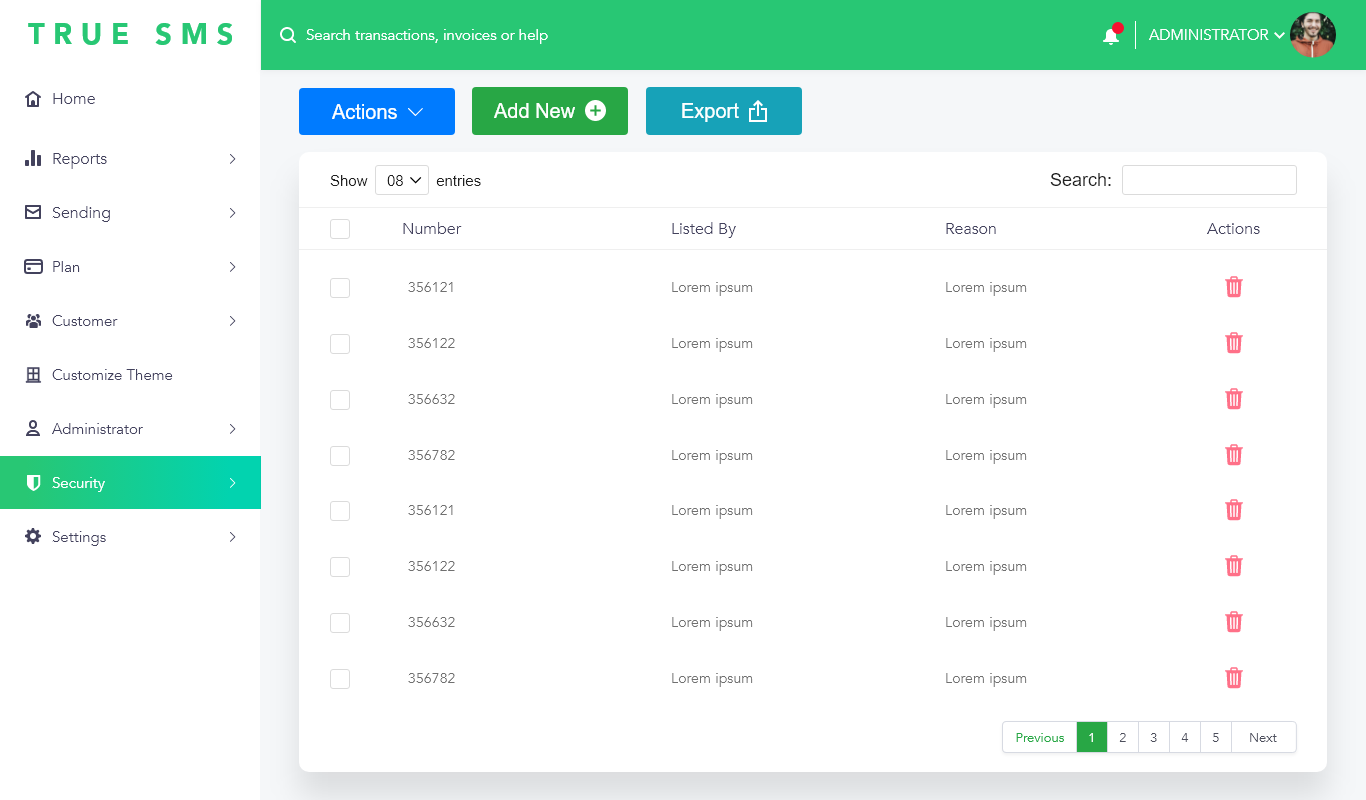 TRUE SMS
Search transactions, invoices or help
ADMINISTRATOR
Home
Reports
Sending
Plan
Customer
Customize Theme
Administrator
Security
Settings
Actions
Add New
Export
Show 08 entries
Search:
Number Listed By Reason Actions
356121 Lorem ipsum Lorem ipsum
356122 Lorem ipsum Lorem ipsum
356632 Lorem ipsum Lorem ipsum
356782 Lorem ipsum Lorem ipsum
356121 Lorem ipsum Lorem ipsum
356122 Lorem ipsum Lorem ipsum
356632 Lorem ipsum Lorem ipsum
356782 Lorem ipsum Lorem ipsum
Previous 1 2 3 4 5 Next